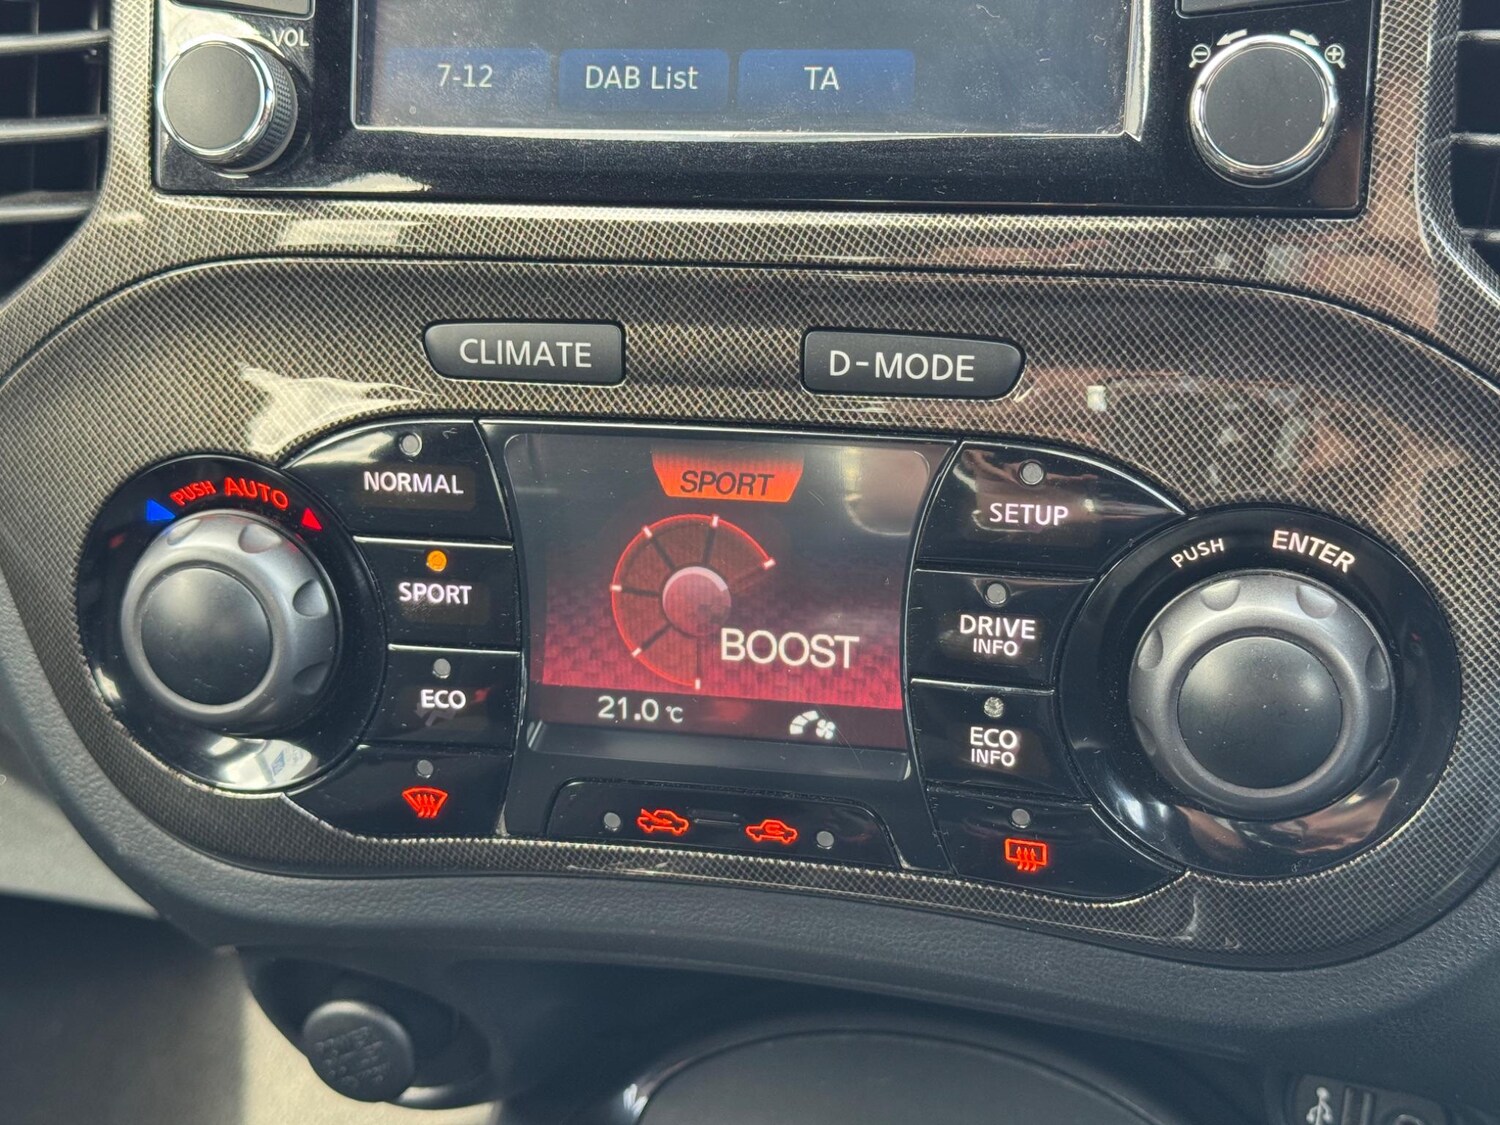 VOL
7-12
DAB List
TA
CLIMATE
D-MODE
PUSH AUTO
NORMAL
SPORT
ECO
SPORT
BOOST
21.0 °C
SETUP
DRIVE
INFO
ECO
INFO
PUSH ENTER